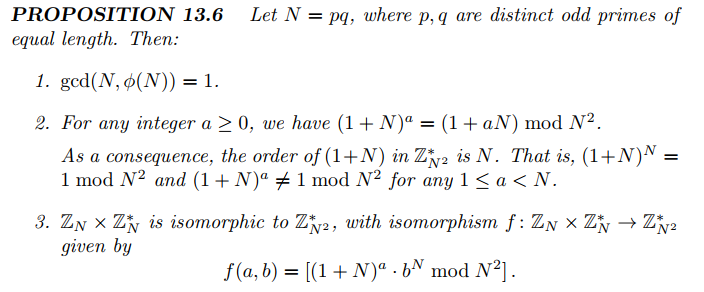 PROPOSITION 13.6 Let N = pq, where p, q are distinct odd primes of
equal length. Then:
1. gcd(N, ϕ(N)) = 1.
2. For any integer a ≥ 0, we have (1 + N)^a = (1 + aN) mod N^2.
As a consequence, the order of (1+N) in ℤ*_{N^2} is N. That is, (1+N)^N =
1 mod N^2 and (1 + N)^a ≠ 1 mod N^2 for any 1 ≤ a < N.
3. ℤ_N × ℤ*_N is isomorphic to ℤ*_{N^2}, with isomorphism f : ℤ_N × ℤ*_N → ℤ*_{N^2}
given by
f(a, b) = [(1 + N)^a · b^N mod N^2].